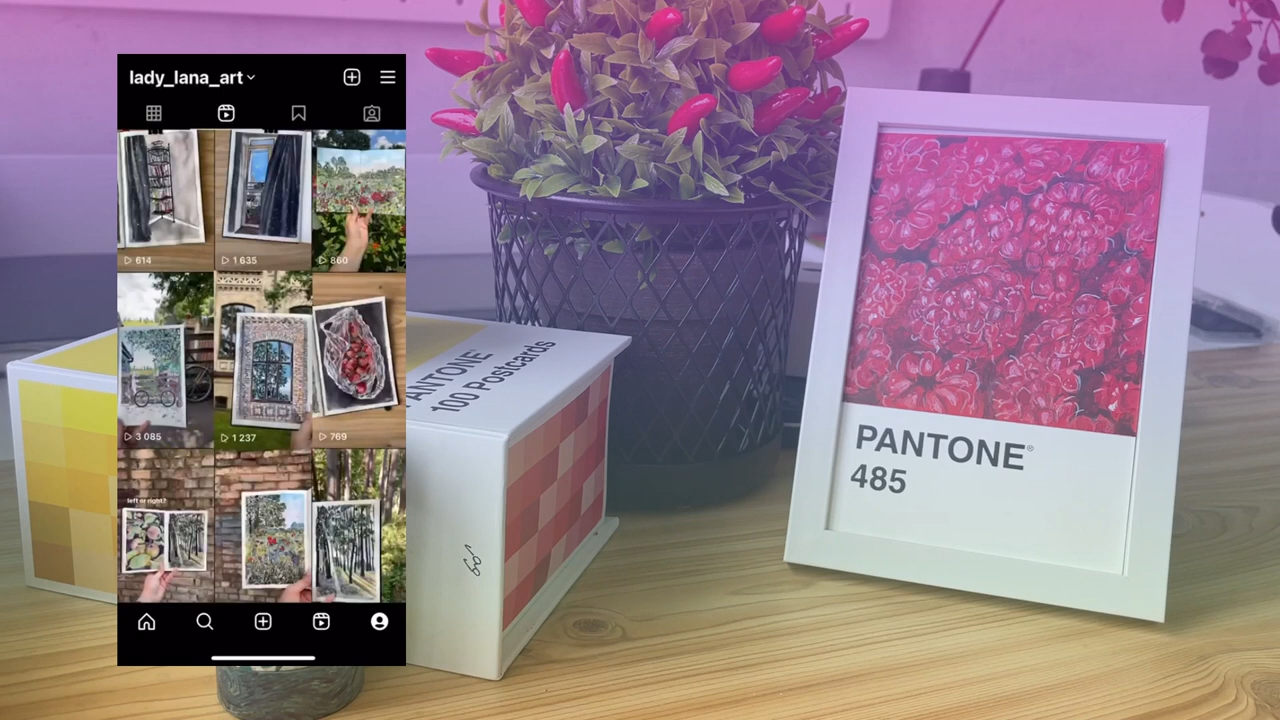 lady_lana_art
614
1 635
860
3 085
1 237
769
left or right?
PANTONE
100 Postcards
PANTONE®
485